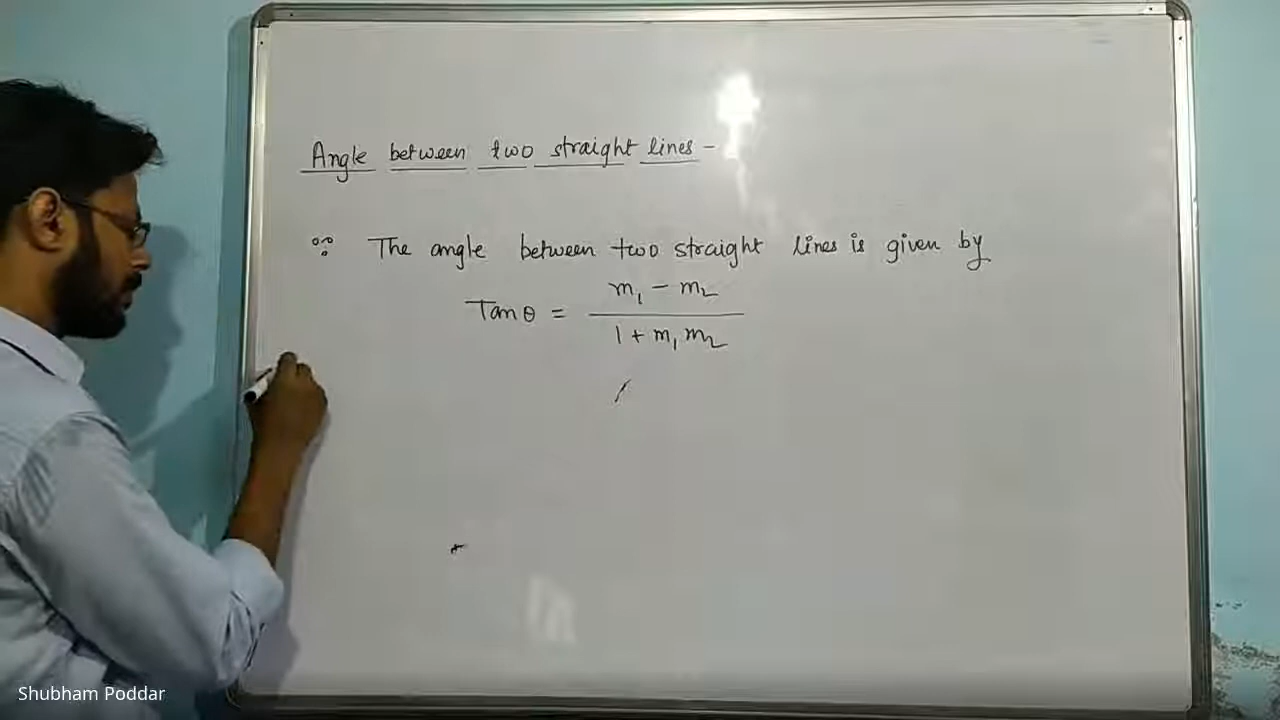 Angle between two straight lines -
∵ The angle between two straight lines is given by
Tanθ = (m₁ - m₂) / (1 + m₁ m₂)
Shubham Poddar